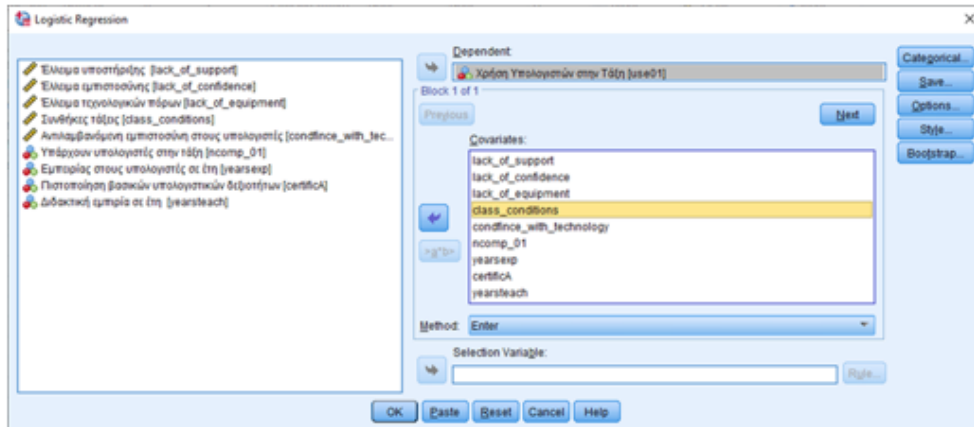 Logistic Regression
Έλλειμα υποστήριξης [lack_of_support]
Έλλειμα εμπιστοσύνης [lack_of_confidence]
Έλλειμα τεχνολογικών πόρων [lack_of_equipment]
Συνθήκες τάξεις [class_conditions]
Αντιλαμβανόμενη εμπιστοσύνη στους υπολογιστές [condfince_with_tec...
Υπάρχουν υπολογιστές στην τάξη [ncomp_01]
Εμπειρίας στους υπολογιστές σε έτη [yearsexp]
Πιστοποίηση βασικών υπολογιστικών δεξιοτήτων [certificA]
Διδακτική εμπιρία σε έτη [yearsteach]
Dependent:
Χρήση Υπολογιστών στην Τάξη [use01]
Block 1 of 1
Previous
Next
Covariates:
lack_of_support
lack_of_confidence
lack_of_equipment
class_conditions
condfince_with_technology
ncomp_01
yearsexp
certificA
yearsteach
>a*b>
Method:
Enter
Selection Variable:
Rule...
Categorical...
Save...
Options...
Style...
Bootstrap...
OK
Paste
Reset
Cancel
Help